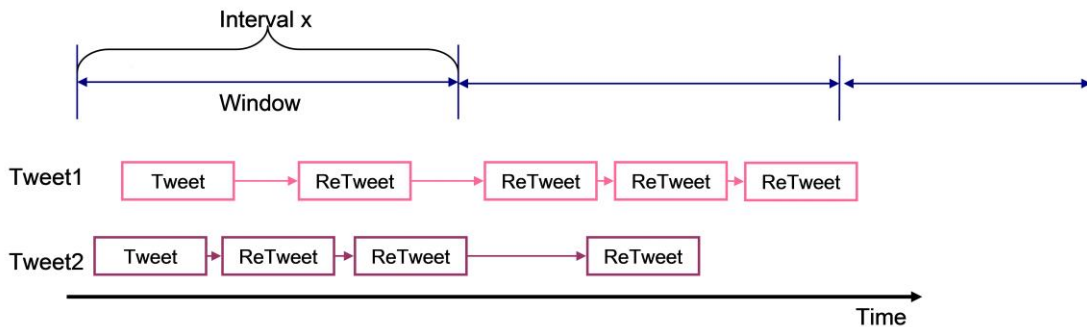 Interval x
Window
Tweet1
Tweet ReTweet ReTweet ReTweet ReTweet
Tweet2
Tweet ReTweet ReTweet ReTweet
Time